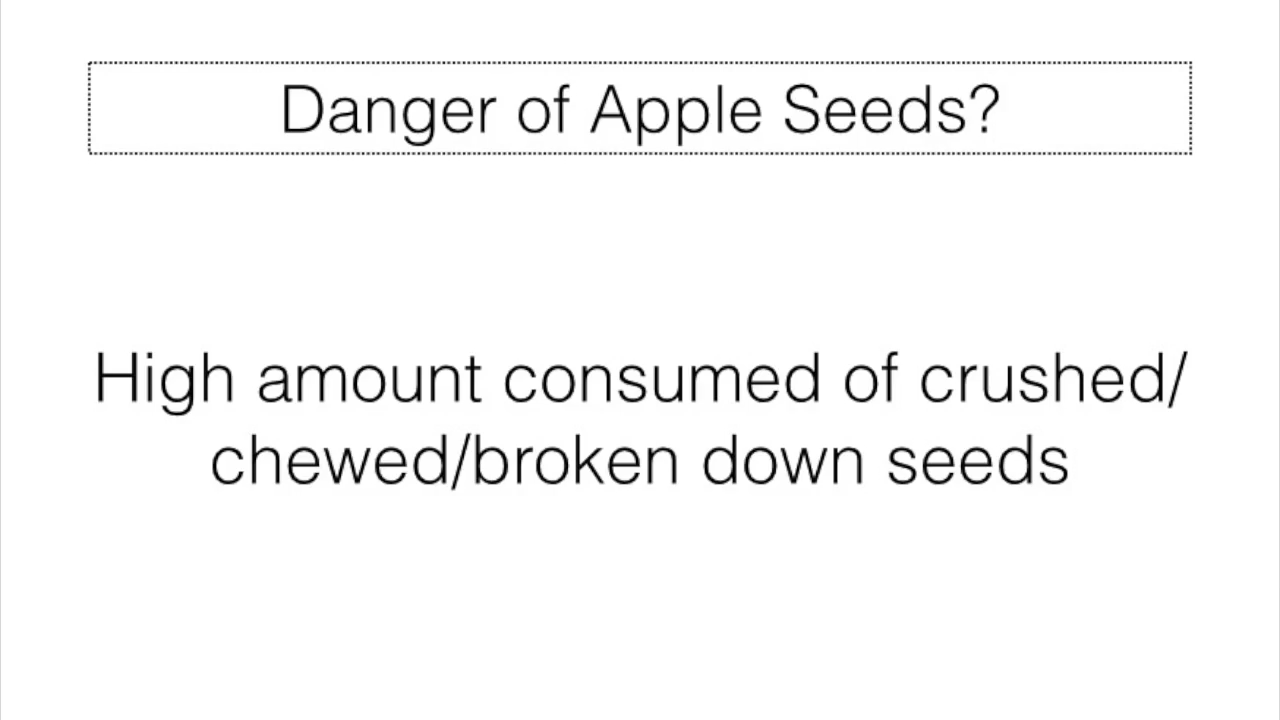 Danger of Apple Seeds?
High amount consumed of crushed/
chewed/broken down seeds